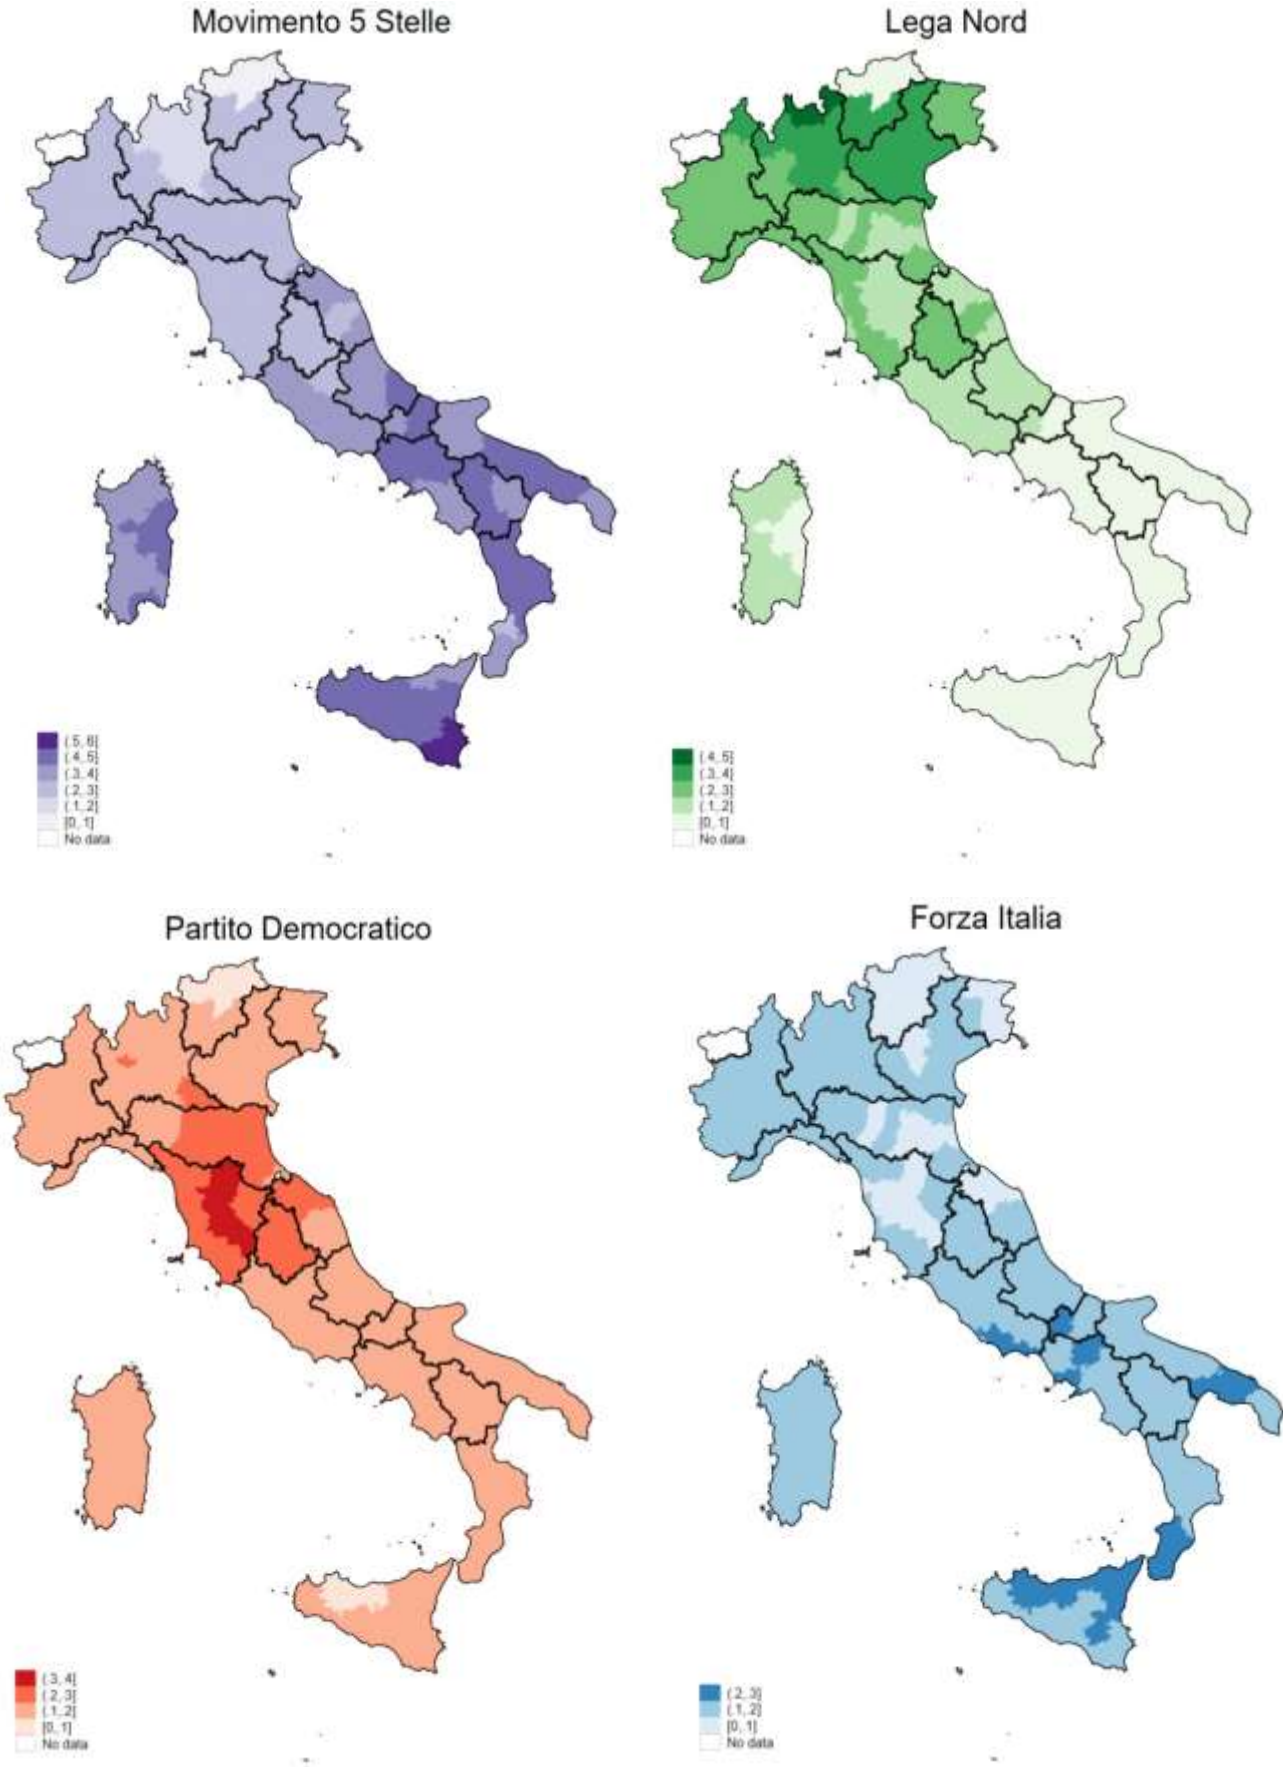 Movimento 5 Stelle
Lega Nord
(.5,.6]
(.4,.5]
(.3,.4]
(.2,.3]
(.1,.2]
[0,.1]
No data
(.4,.5]
(.3,.4]
(.2,.3]
(.1,.2]
[0,.1]
No data
Partito Democratico
Forza Italia
(.3,.4]
(.2,.3]
(.1,.2]
[0,.1]
No data
(.2,.3]
(.1,.2]
[0,.1]
No data